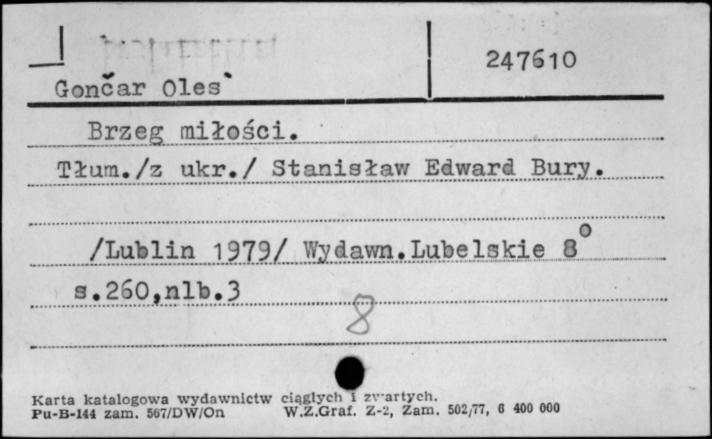 247610
Gončar Oles`
Brzeg miłości.
Tłum./z ukr./ Stanisław Edward Bury.
/Lublin 1979/ Wydawn.Lubelskie 8°
s.260,nlb.3
8
Karta katalogowa wydawnictw ciągłych i zwartych.
Pu-B-144 zam. 567/DW/On W.Z.Graf. Z-2, Zam. 502/77, 6 400 000